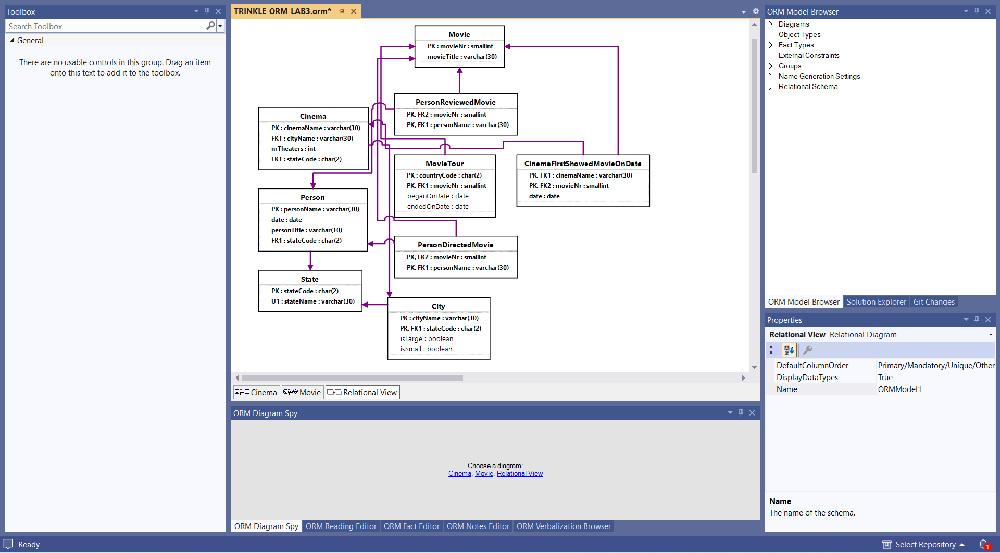 Toolbox
Search Toolbox
General
There are no usable controls in this group. Drag an item
onto this text to add it to the toolbox.
TRINKLE_ORM_LAB3.orm*
Movie
PK : movieNr : smallint
movieTitle : varchar(30)
PersonReviewedMovie
PK, FK2 : movieNr : smallint
PK, FK1 : personName : varchar(30)
Cinema
PK : cinemaName : varchar(30)
FK1 : cityName : varchar(30)
nrTheaters : int
FK1 : stateCode : char(2)
MovieTour
PK : countryCode : char(2)
PK, FK1 : movieNr : smallint
beganOnDate : date
endedOnDate : date
CinemaFirstShowedMovieOnDate
PK, FK1 : cinemaName : varchar(30)
PK, FK2 : movieNr : smallint
date : date
Person
PK : personName : varchar(30)
date : date
personTitle : varchar(10)
FK1 : stateCode : char(2)
PersonDirectedMovie
PK, FK2 : movieNr : smallint
PK, FK1 : personName : varchar(30)
State
PK : stateCode : char(2)
U1 : stateName : varchar(30)
City
PK : cityName : varchar(30)
PK, FK1 : stateCode : char(2)
isLarge : boolean
isSmall : boolean
Cinema Movie Relational View
ORM Diagram Spy
Choose a diagram:
Cinema, Movie, Relational View
ORM Diagram Spy ORM Reading Editor ORM Fact Editor ORM Notes Editor ORM Verbalization Browser
ORM Model Browser
Diagrams
Object Types
Fact Types
External Constraints
Groups
Name Generation Settings
Relational Schema
ORM Model Browser Solution Explorer Git Changes
Properties
Relational View Relational Diagram
DefaultColumnOrder Primary/Mandatory/Unique/Other
DisplayDataTypes True
Name ORMModel1
Name
The name of the schema.
Ready
Select Repository
1